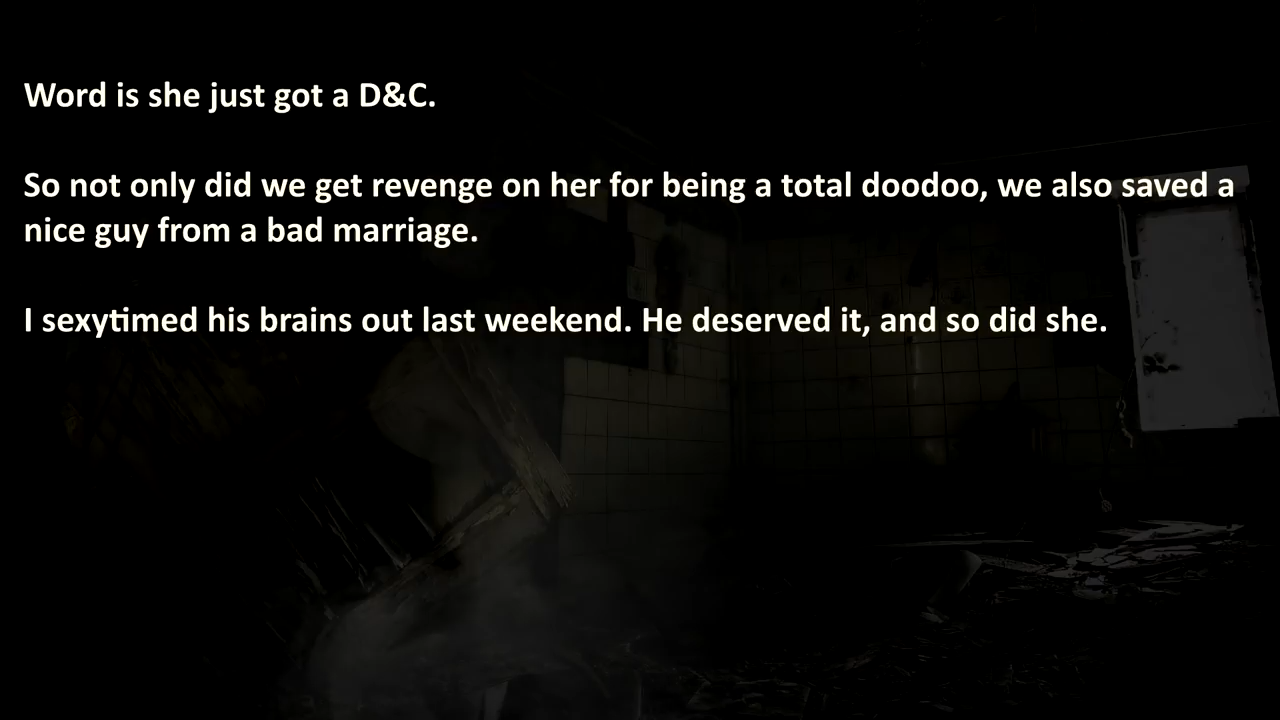 Word is she just got a D&C.
So not only did we get revenge on her for being a total doodoo, we also saved a
nice guy from a bad marriage.
I sexytimed his brains out last weekend. He deserved it, and so did she.